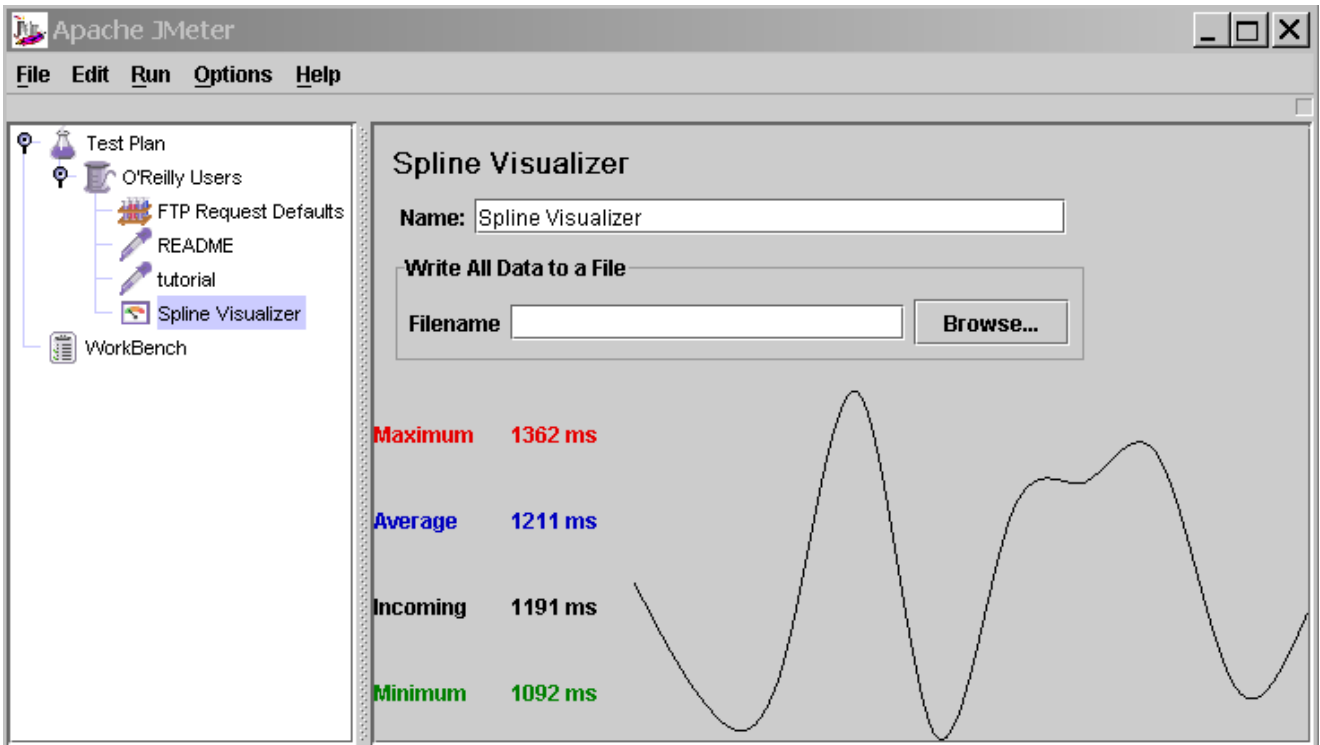 Apache JMeter
File Edit Run Options Help
Test Plan
O'Reilly Users
FTP Request Defaults
README
tutorial
Spline Visualizer
WorkBench
Spline Visualizer
Name: Spline Visualizer
Write All Data to a File
Filename Browse...
Maximum 1362 ms
Average 1211 ms
Incoming 1191 ms
Minimum 1092 ms